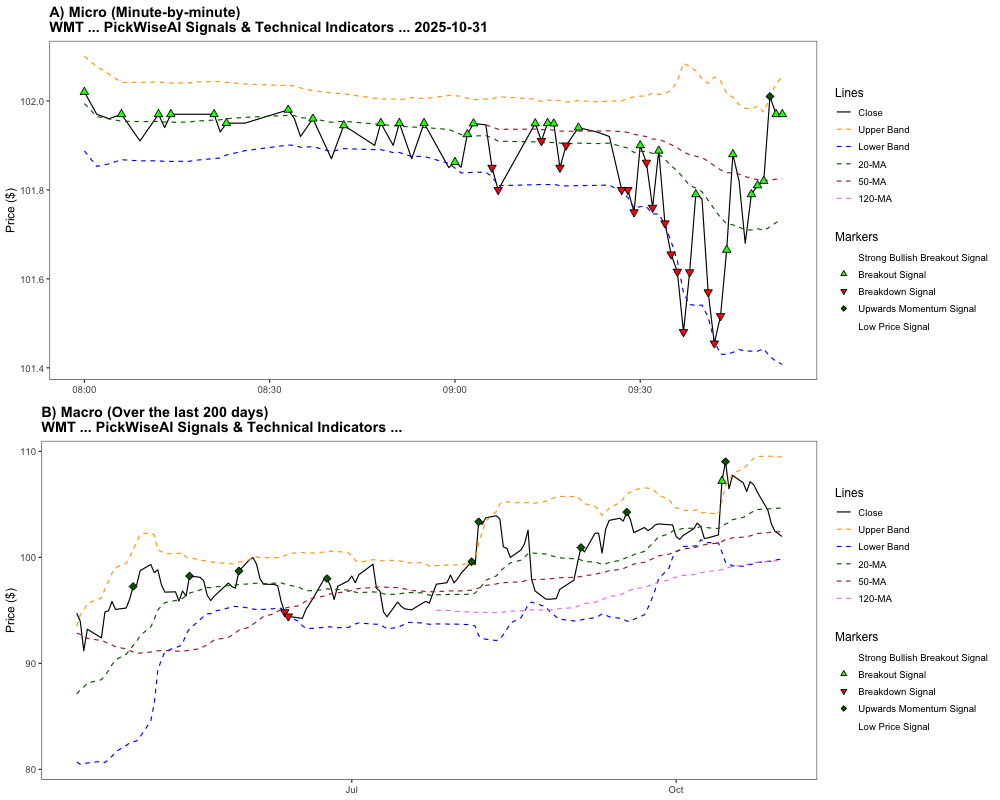 A) Micro (Minute-by-minute)
WMT ... PickWiseAI Signals & Technical Indicators ... 2025-10-31
102.0
101.8
101.6
101.4
Price ($)
08:00
08:30
09:00
09:30
Lines
Close
Upper Band
Lower Band
20-MA
50-MA
120-MA
Markers
Strong Bullish Breakout Signal
Breakout Signal
Breakdown Signal
Upwards Momentum Signal
Low Price Signal
B) Macro (Over the last 200 days)
WMT ... PickWiseAI Signals & Technical Indicators ...
110
100
90
80
Price ($)
Jul
Oct
Lines
Close
Upper Band
Lower Band
20-MA
50-MA
120-MA
Markers
Strong Bullish Breakout Signal
Breakout Signal
Breakdown Signal
Upwards Momentum Signal
Low Price Signal